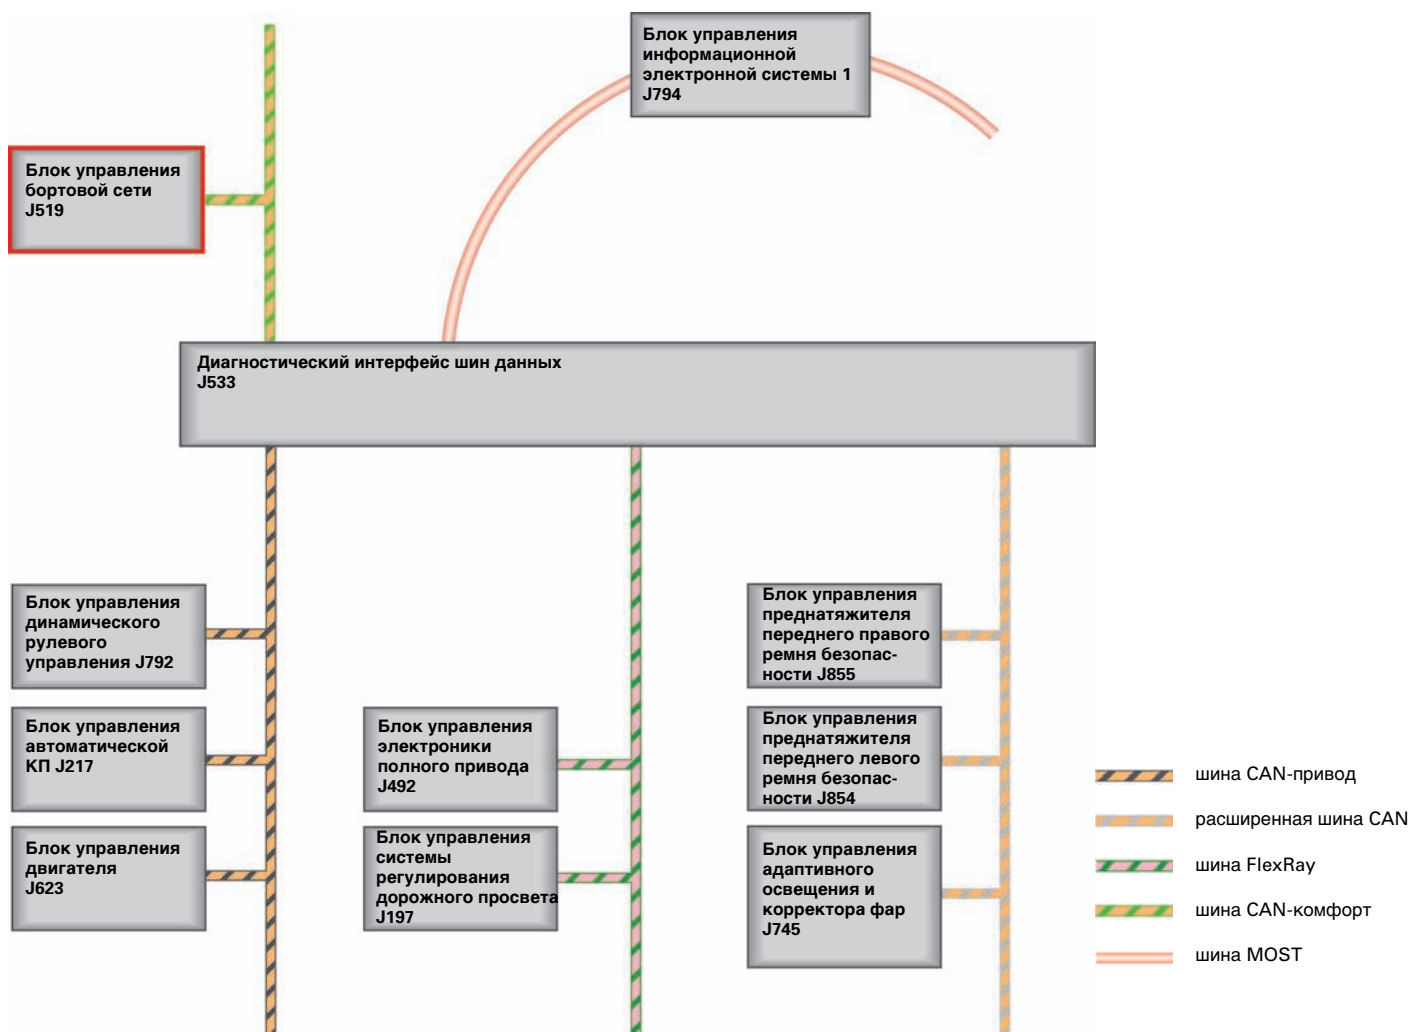 Блок управления
информационной
электронной системы 1
J794
Блок управления
бортовой сети
J519
Диагностический интерфейс шин данных
J533
Блок управления
динамического
рулевого
управления J792
Блок управления
автоматической
КП J217
Блок управления
двигателя
J623
Блок управления
электроники
полного привода
J492
Блок управления
системы
регулирования
дорожного просвета
J197
Блок управления
преднатяжителя
переднего правого
ремня безопас-
ности J855
Блок управления
преднатяжителя
переднего левого
ремня безопас-
ности J854
Блок управления
адаптивного
освещения и
корректора фар
J745
шина CAN-привод
расширенная шина CAN
шина FlexRay
шина CAN-комфорт
шина MOST